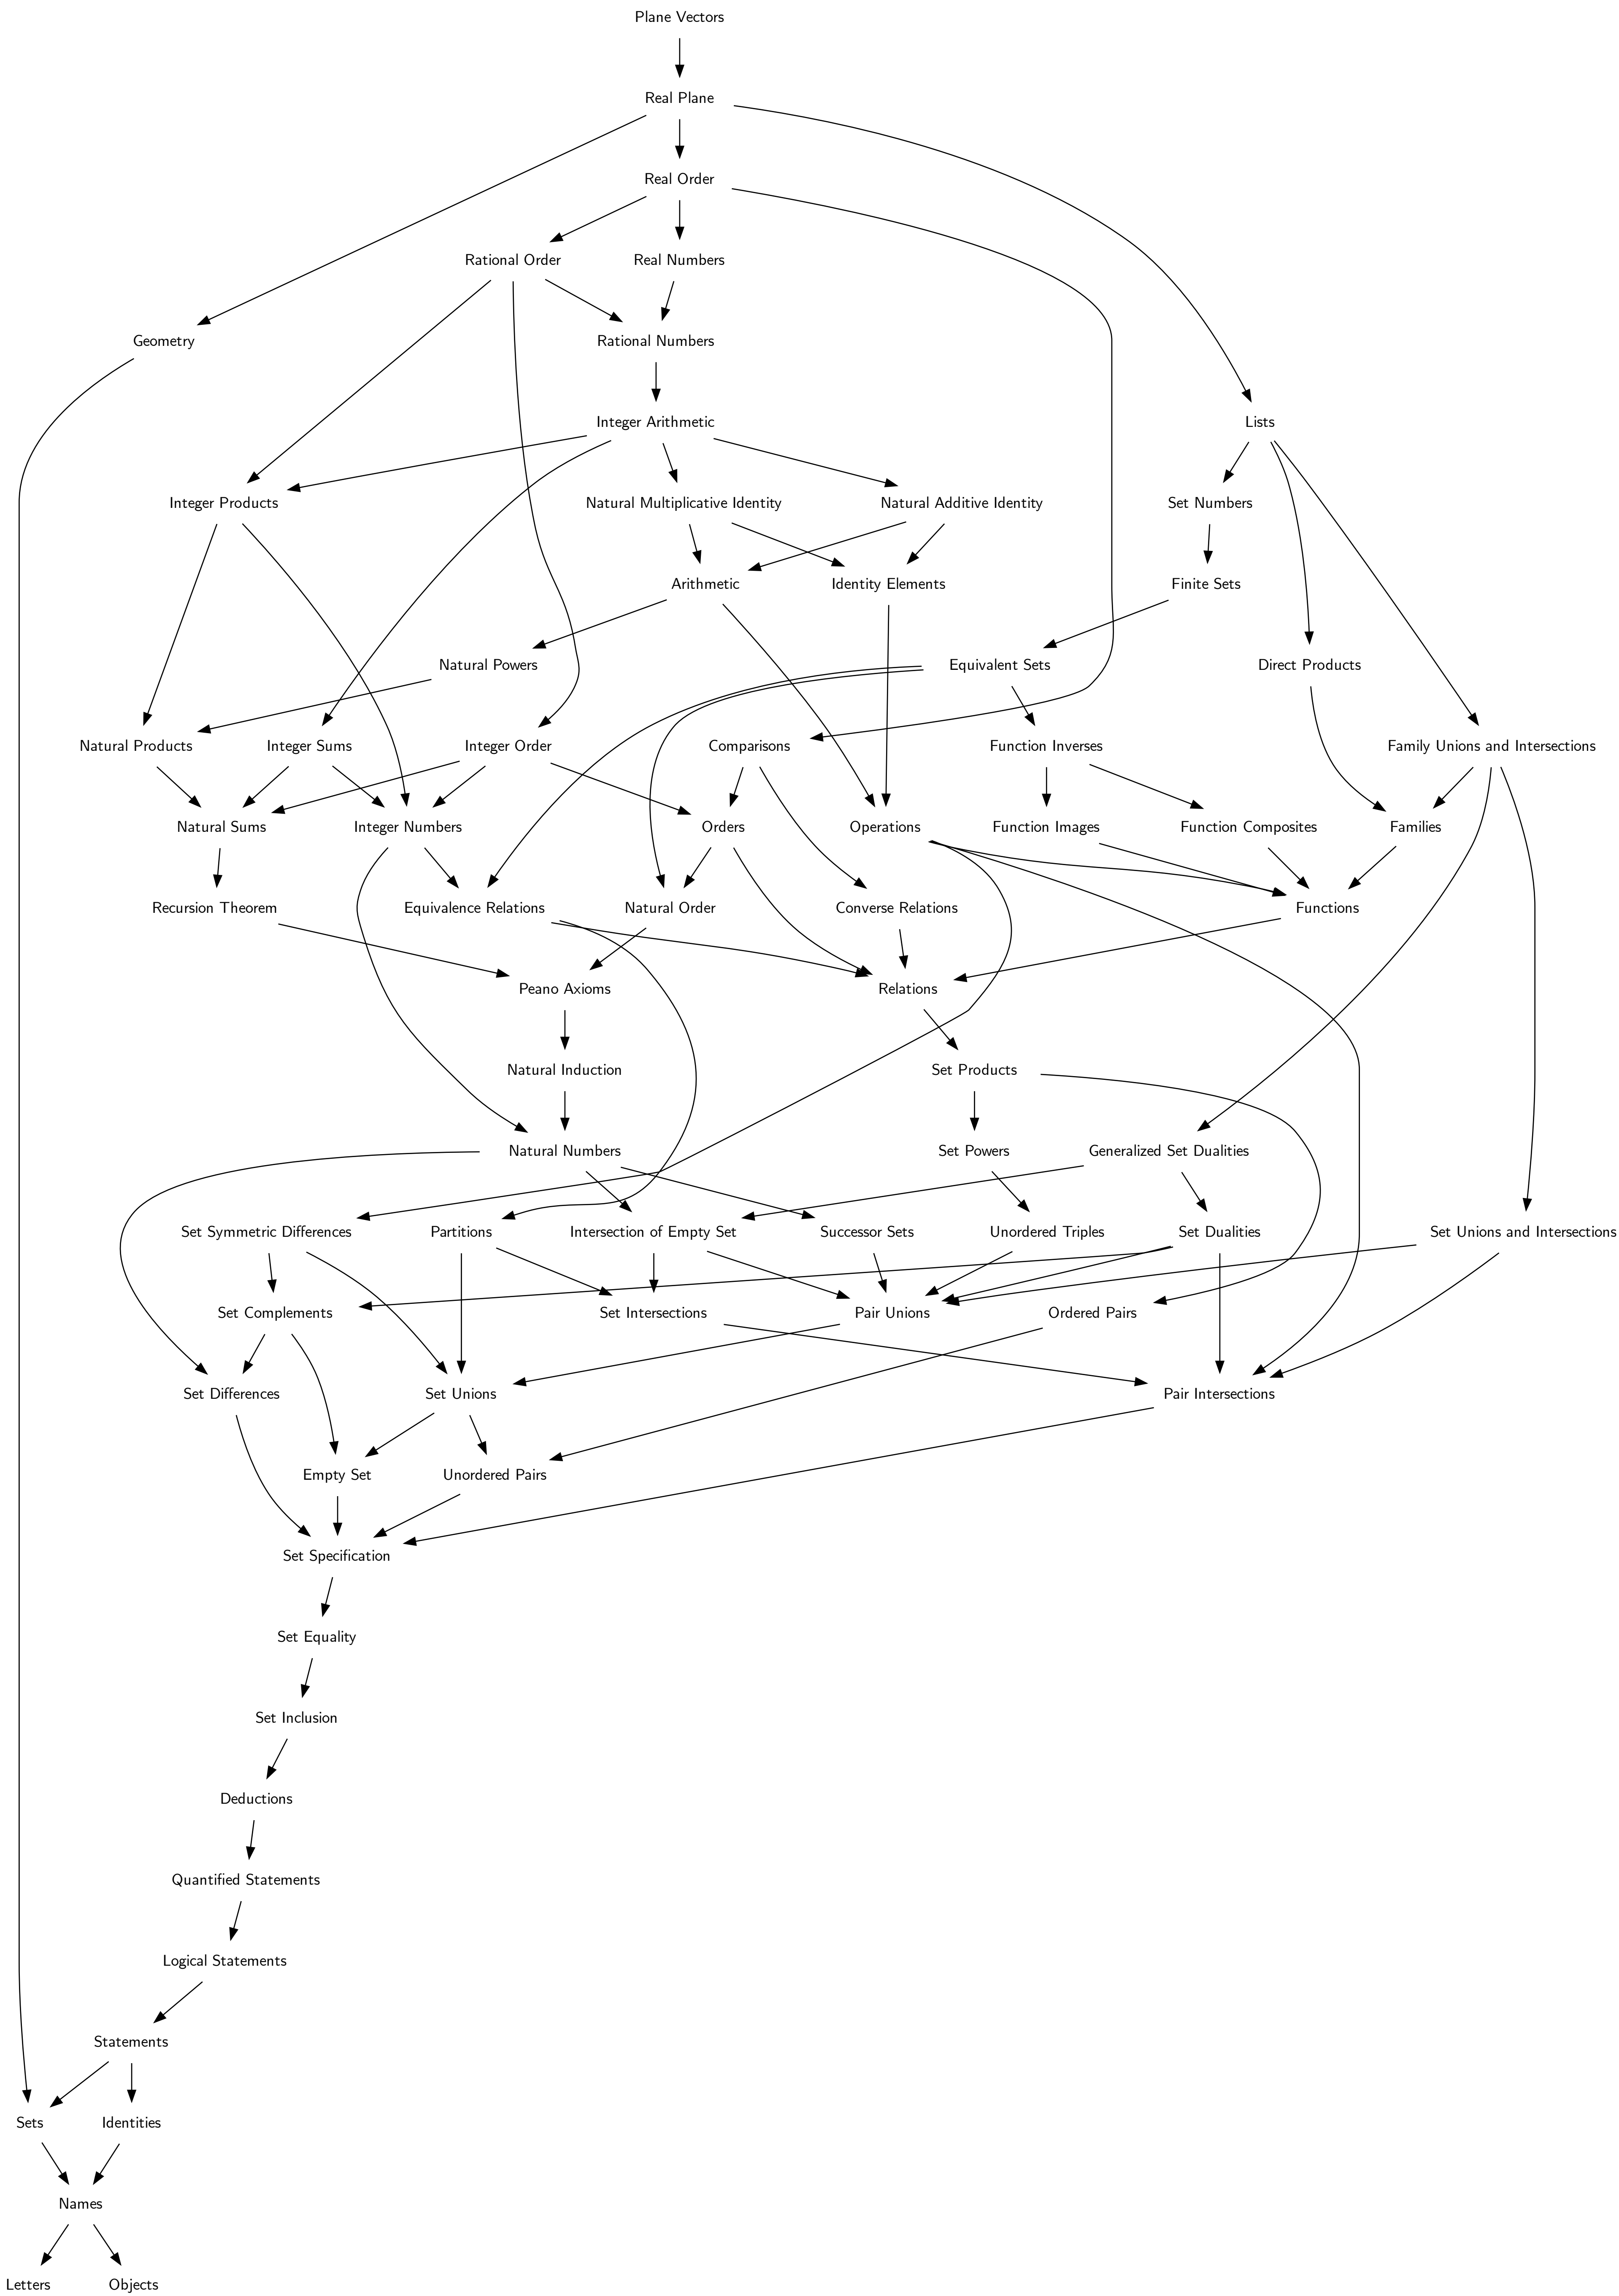 Plane Vectors
Real Plane
Real Order
Rational Order
Real Numbers
Geometry
Rational Numbers
Integer Arithmetic
Lists
Integer Products
Natural Multiplicative Identity
Natural Additive Identity
Set Numbers
Arithmetic
Identity Elements
Finite Sets
Natural Powers
Equivalent Sets
Direct Products
Natural Products
Integer Sums
Integer Order
Comparisons
Function Inverses
Family Unions and Intersections
Natural Sums
Integer Numbers
Orders
Operations
Function Images
Function Composites
Families
Recursion Theorem
Equivalence Relations
Natural Order
Converse Relations
Functions
Peano Axioms
Relations
Natural Induction
Set Products
Natural Numbers
Set Powers
Generalized Set Dualities
Set Symmetric Differences
Partitions
Intersection of Empty Set
Successor Sets
Unordered Triples
Set Dualities
Set Unions and Intersections
Set Complements
Set Intersections
Pair Unions
Ordered Pairs
Set Differences
Set Unions
Pair Intersections
Empty Set
Unordered Pairs
Set Specification
Set Equality
Set Inclusion
Deductions
Quantified Statements
Logical Statements
Statements
Sets
Identities
Names
Letters
Objects